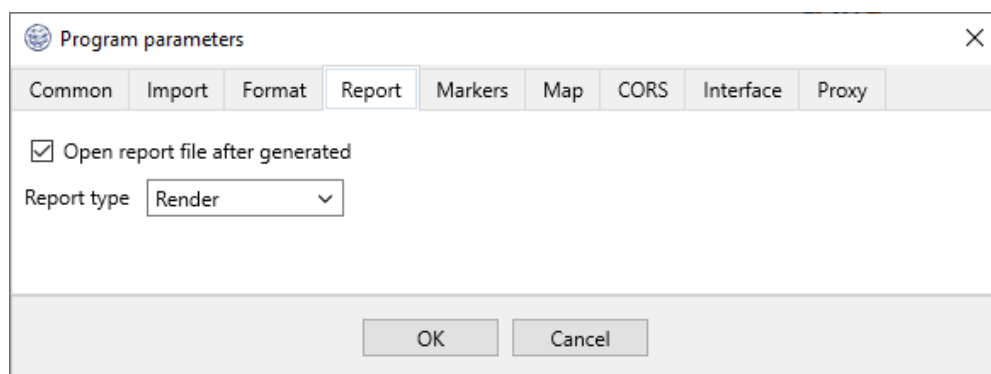 Program parameters
Common Import Format Report Markers Map CORS Interface Proxy
Open report file after generated
Report type Render
OK Cancel